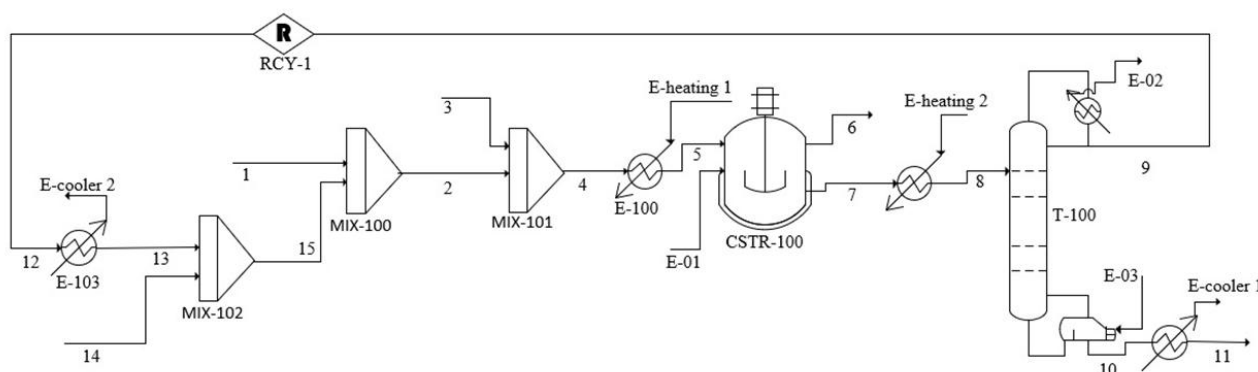 R
RCY-1
E-02
E-heating 1
3
6
E-heating 2
5
1
9
8
2
4
7
E-cooler 2
E-100
T-100
MIX-100
MIX-101
CSTR-100
15
12
13
E-01
E-103
E-03
E-cooler 1
MIX-102
14
11
10